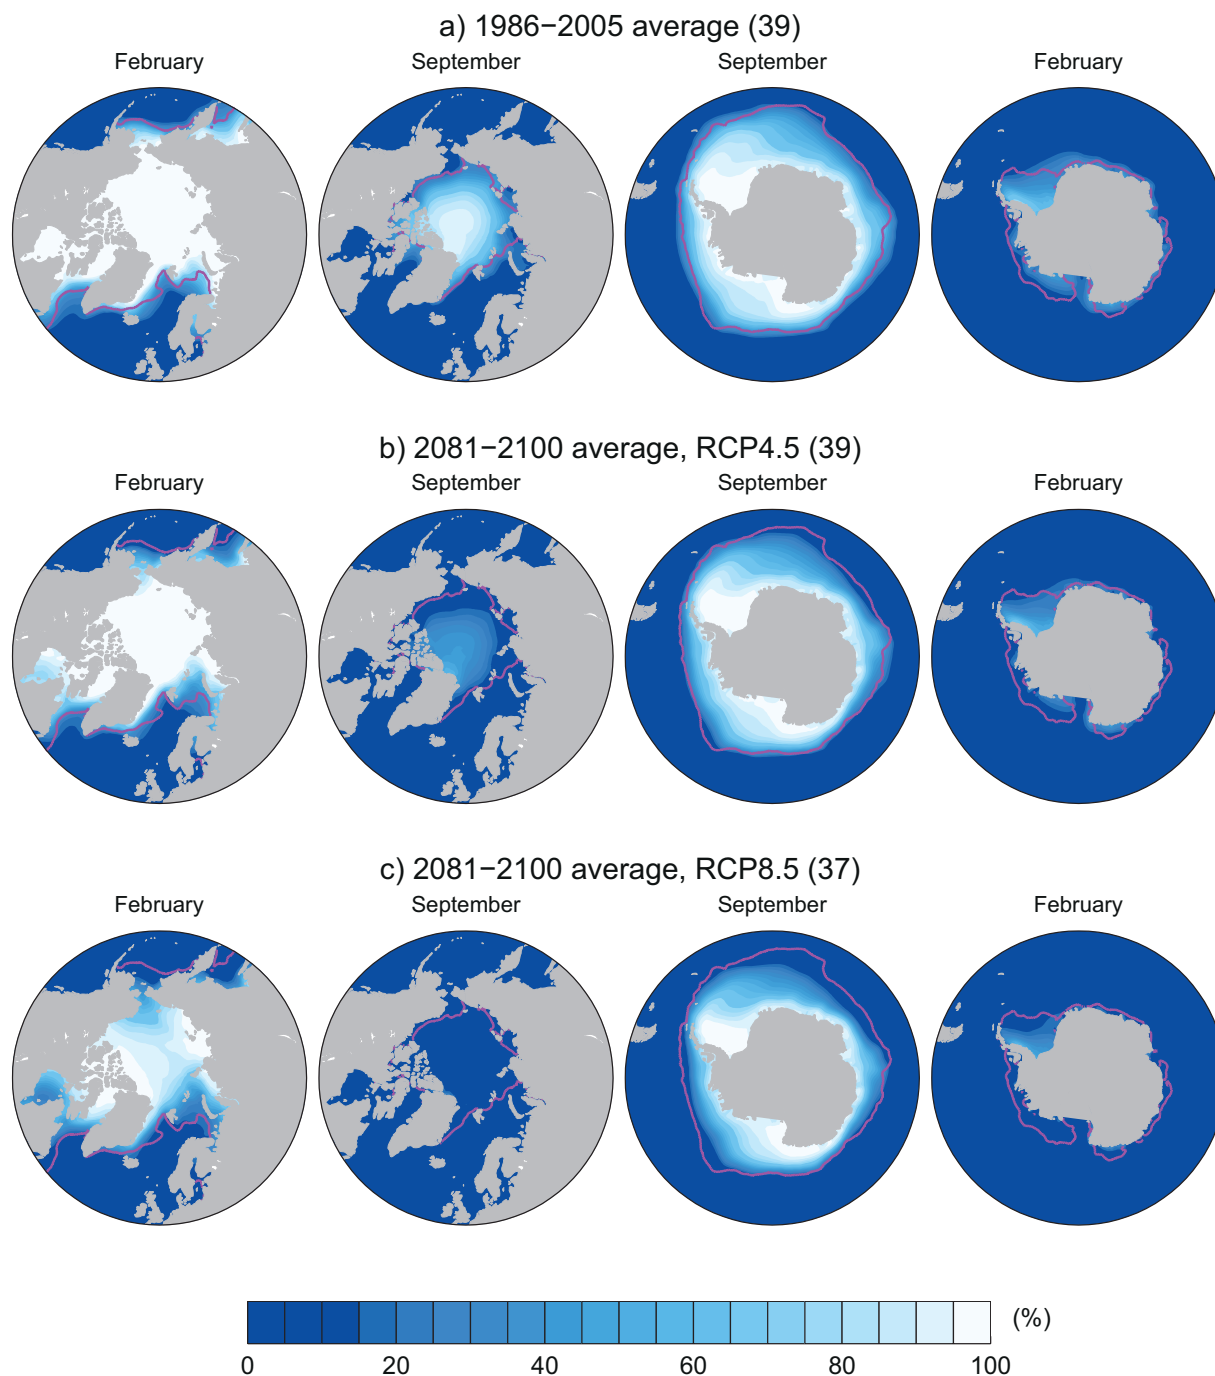 a) 1986−2005 average (39)
February
September
September
February
b) 2081−2100 average, RCP4.5 (39)
February
September
September
February
c) 2081−2100 average, RCP8.5 (37)
February
September
September
February
(%)
0 20 40 60 80 100